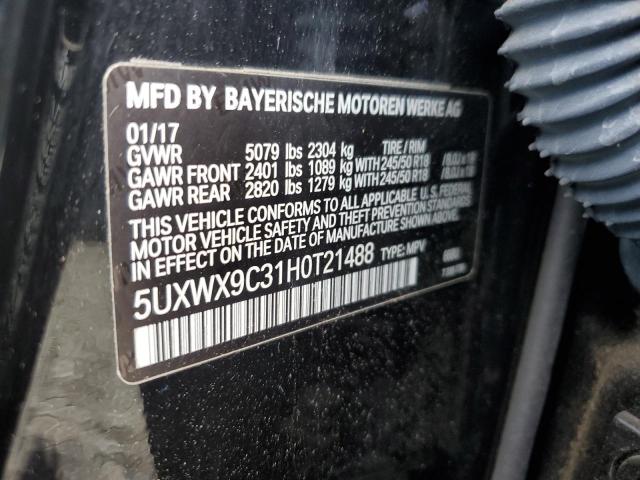 MFD BY BAYERISCHE MOTOREN WERKE AG
01/17
GVWR 5079 lbs 2304 kg TIRE / RIM
GAWR FRONT 2401 lbs 1089 kg WITH 245/50 R18
GAWR REAR 2820 lbs 1279 kg WITH 245/50 R18
THIS VEHICLE CONFORMS TO ALL APPLICABLE U.S. FEDERAL
MOTOR VEHICLE SAFETY AND THEFT PREVENTION STANDARDS
IN EFFECT ON THE DATE OF MANUFACTURE SHOWN ABOVE.
5UXWX9C31H0T21488 TYPE: MPV